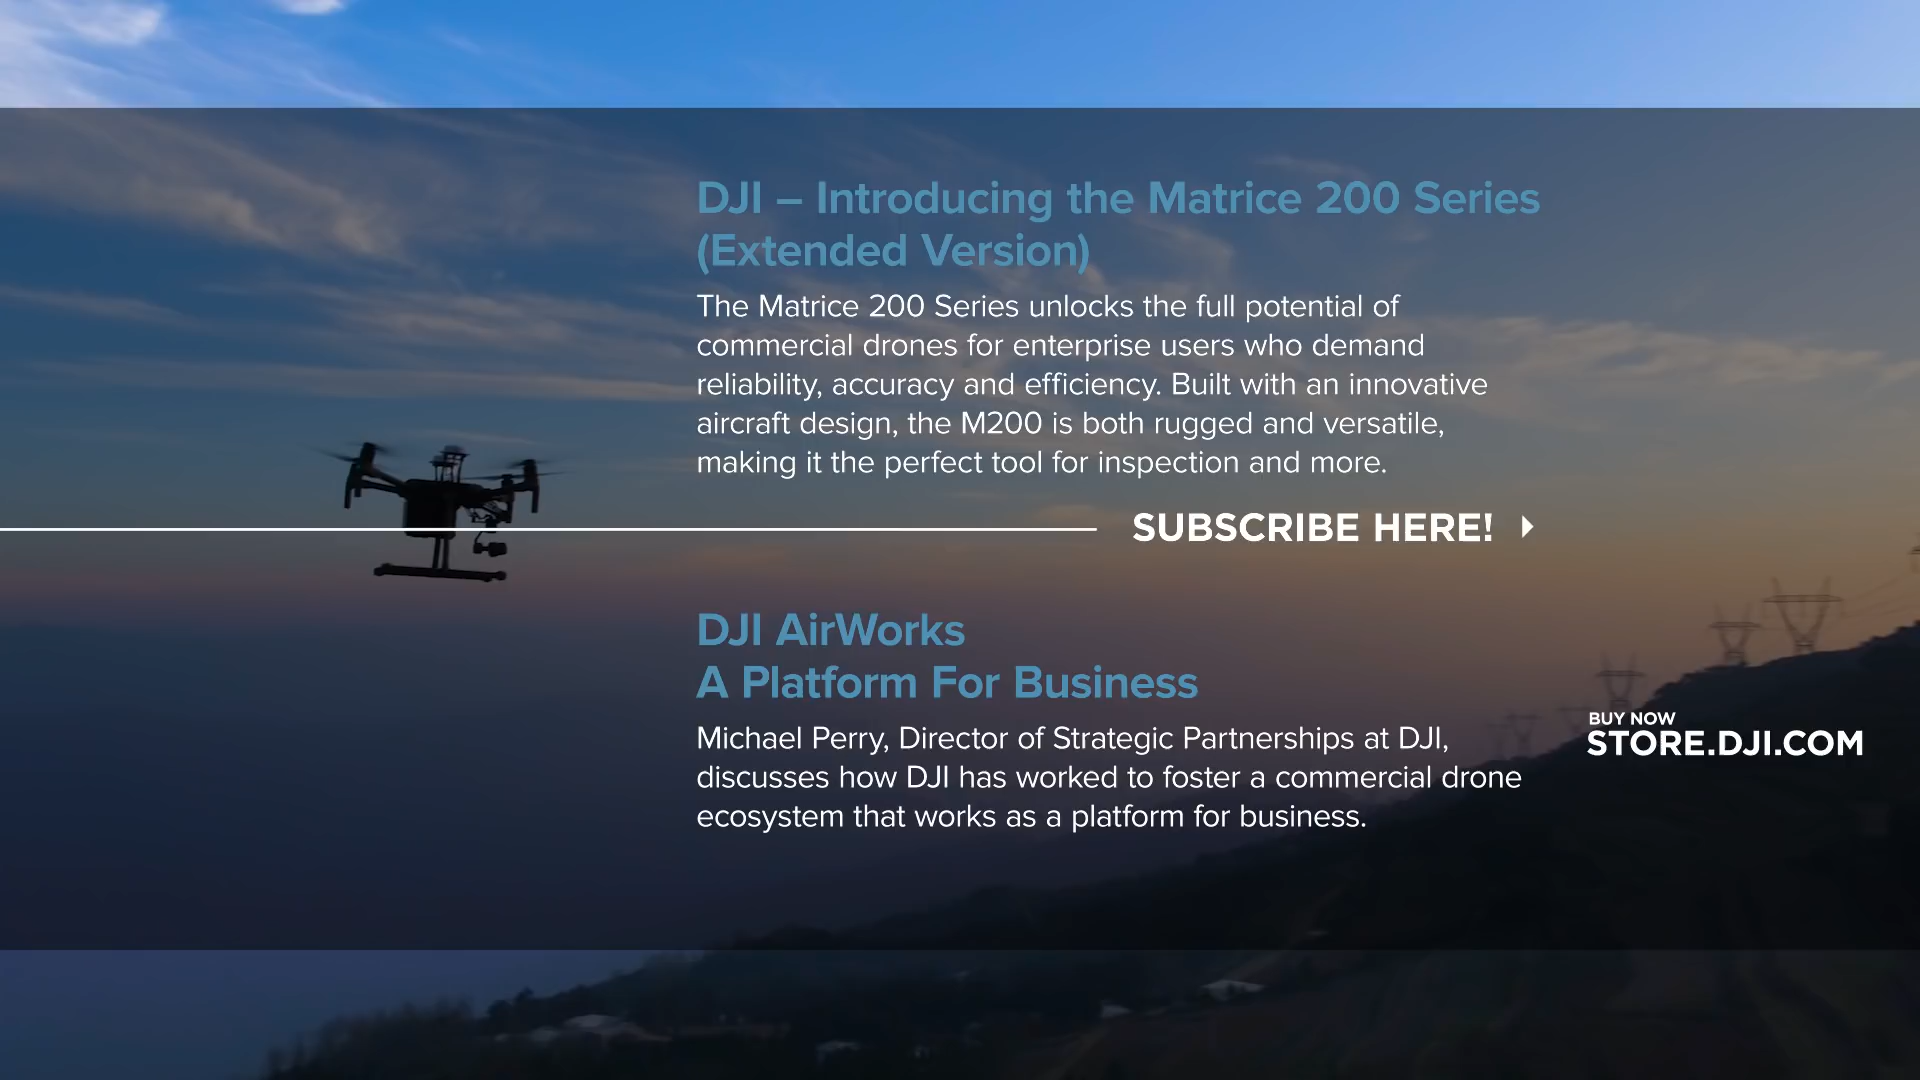 DJI – Introducing the Matrice 200 Series
(Extended Version)
The Matrice 200 Series unlocks the full potential of
commercial drones for enterprise users who demand
reliability, accuracy and efficiency. Built with an innovative
aircraft design, the M200 is both rugged and versatile,
making it the perfect tool for inspection and more.
SUBSCRIBE HERE!
DJI AirWorks
A Platform For Business
Michael Perry, Director of Strategic Partnerships at DJI,
discusses how DJI has worked to foster a commercial drone
ecosystem that works as a platform for business.
BUY NOW
STORE.DJI.COM